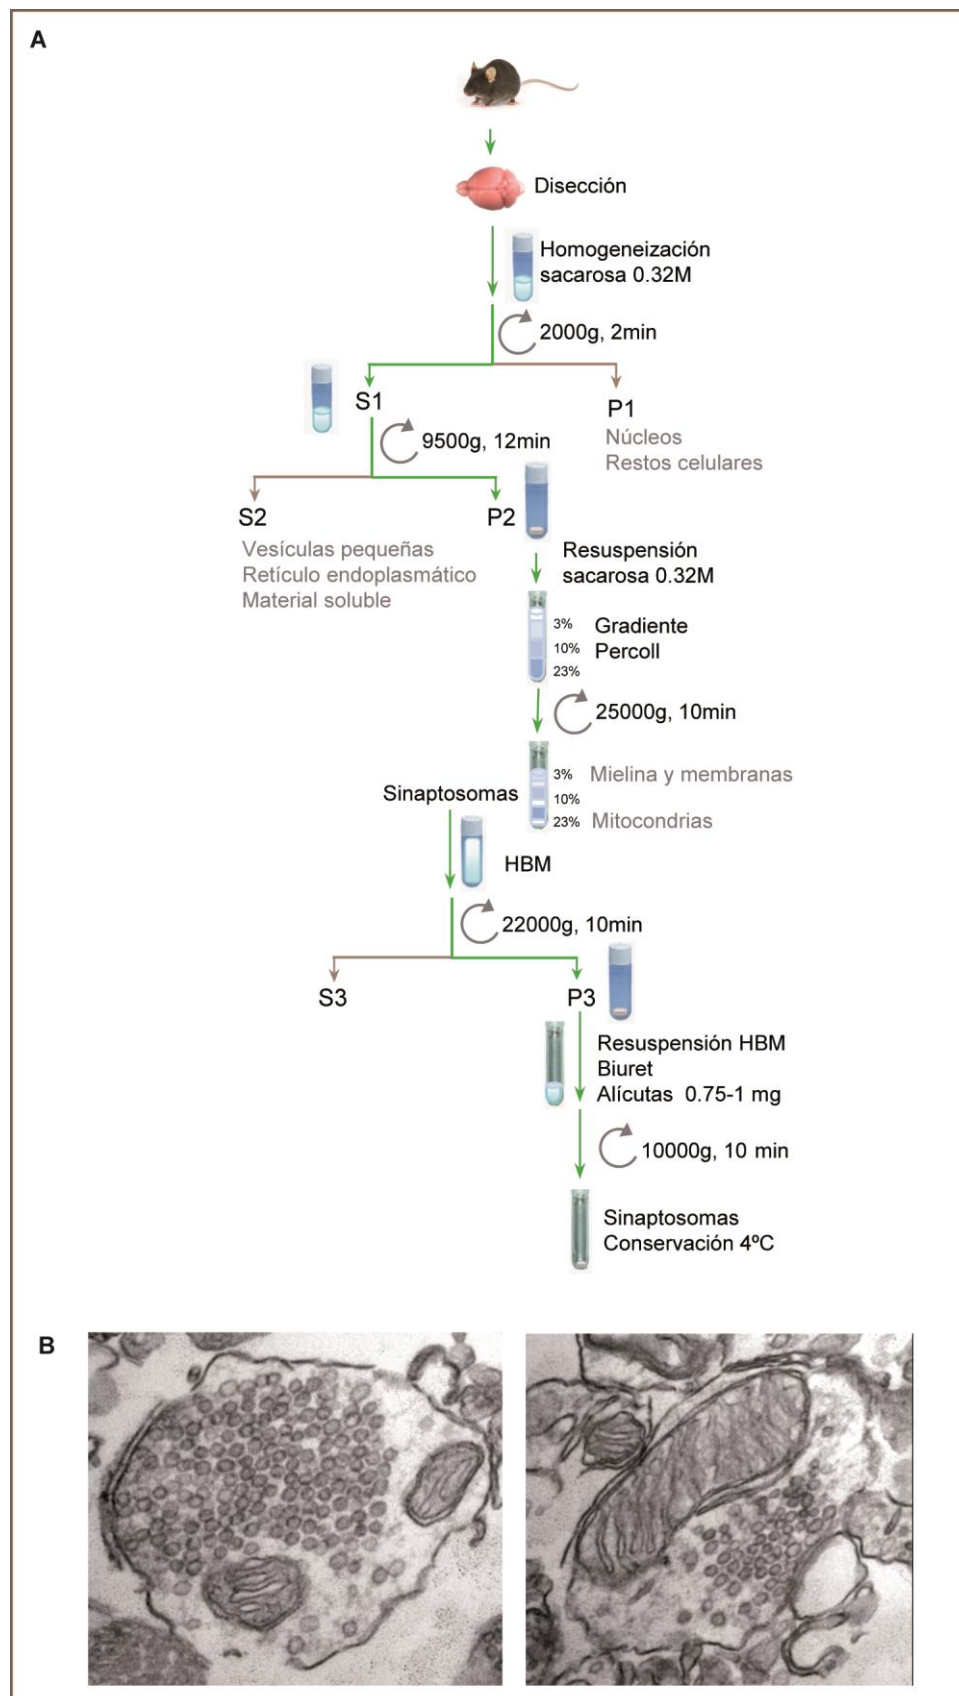 A
Disección
Homogeneización
sacarosa 0.32M
2000g, 2min
S1
P1
Núcleos
Restos celulares
9500g, 12min
S2
P2
Vesículas pequeñas
Retículo endoplasmático
Material soluble
Resuspensión
sacarosa 0.32M
3%
10%
23%
Gradiente
Percoll
25000g, 10min
Sinaptosomas
3%
10%
23%
Mielina y membranas
Mitocondrias
HBM
22000g, 10min
S3
P3
Resuspensión HBM
Biuret
Alícutas 0.75-1 mg
10000g, 10 min
Sinaptosomas
Conservación 4ºC
B